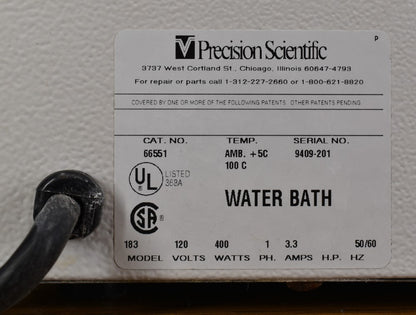 P
Precision Scientific
3737 West Cortland St., Chicago, Illinois 60647-4793
For repair or parts call 1-312-227-2660 or 1-800-621-8820
COVERED BY ONE OR MORE OF THE FOLLOWING PATENTS. OTHER PATENTS PENDING.
CAT. NO. TEMP. SERIAL NO.
66551 AMB. +5C 9409-201
100 C
UL LISTED
368A
WATER BATH
SA
183 120 400 1 3.3 50/60
MODEL VOLTS WATTS PH. AMPS H.P. HZ